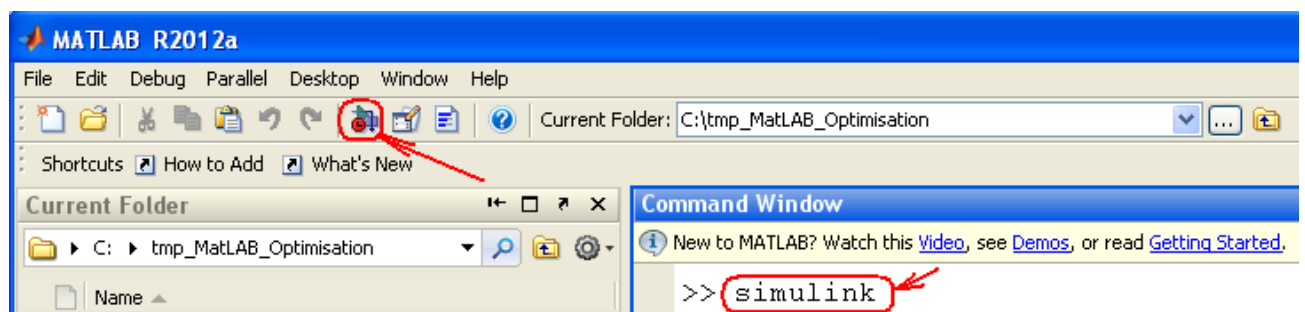 MATLAB R2012a
File Edit Debug Parallel Desktop Window Help
Current Folder: C:\tmp_MatLAB_Optimisation ...
Shortcuts How to Add What's New
Current Folder
C: tmp_MatLAB_Optimisation
Name
Command Window
New to MATLAB? Watch this Video, see Demos, or read Getting Started.
>> simulink